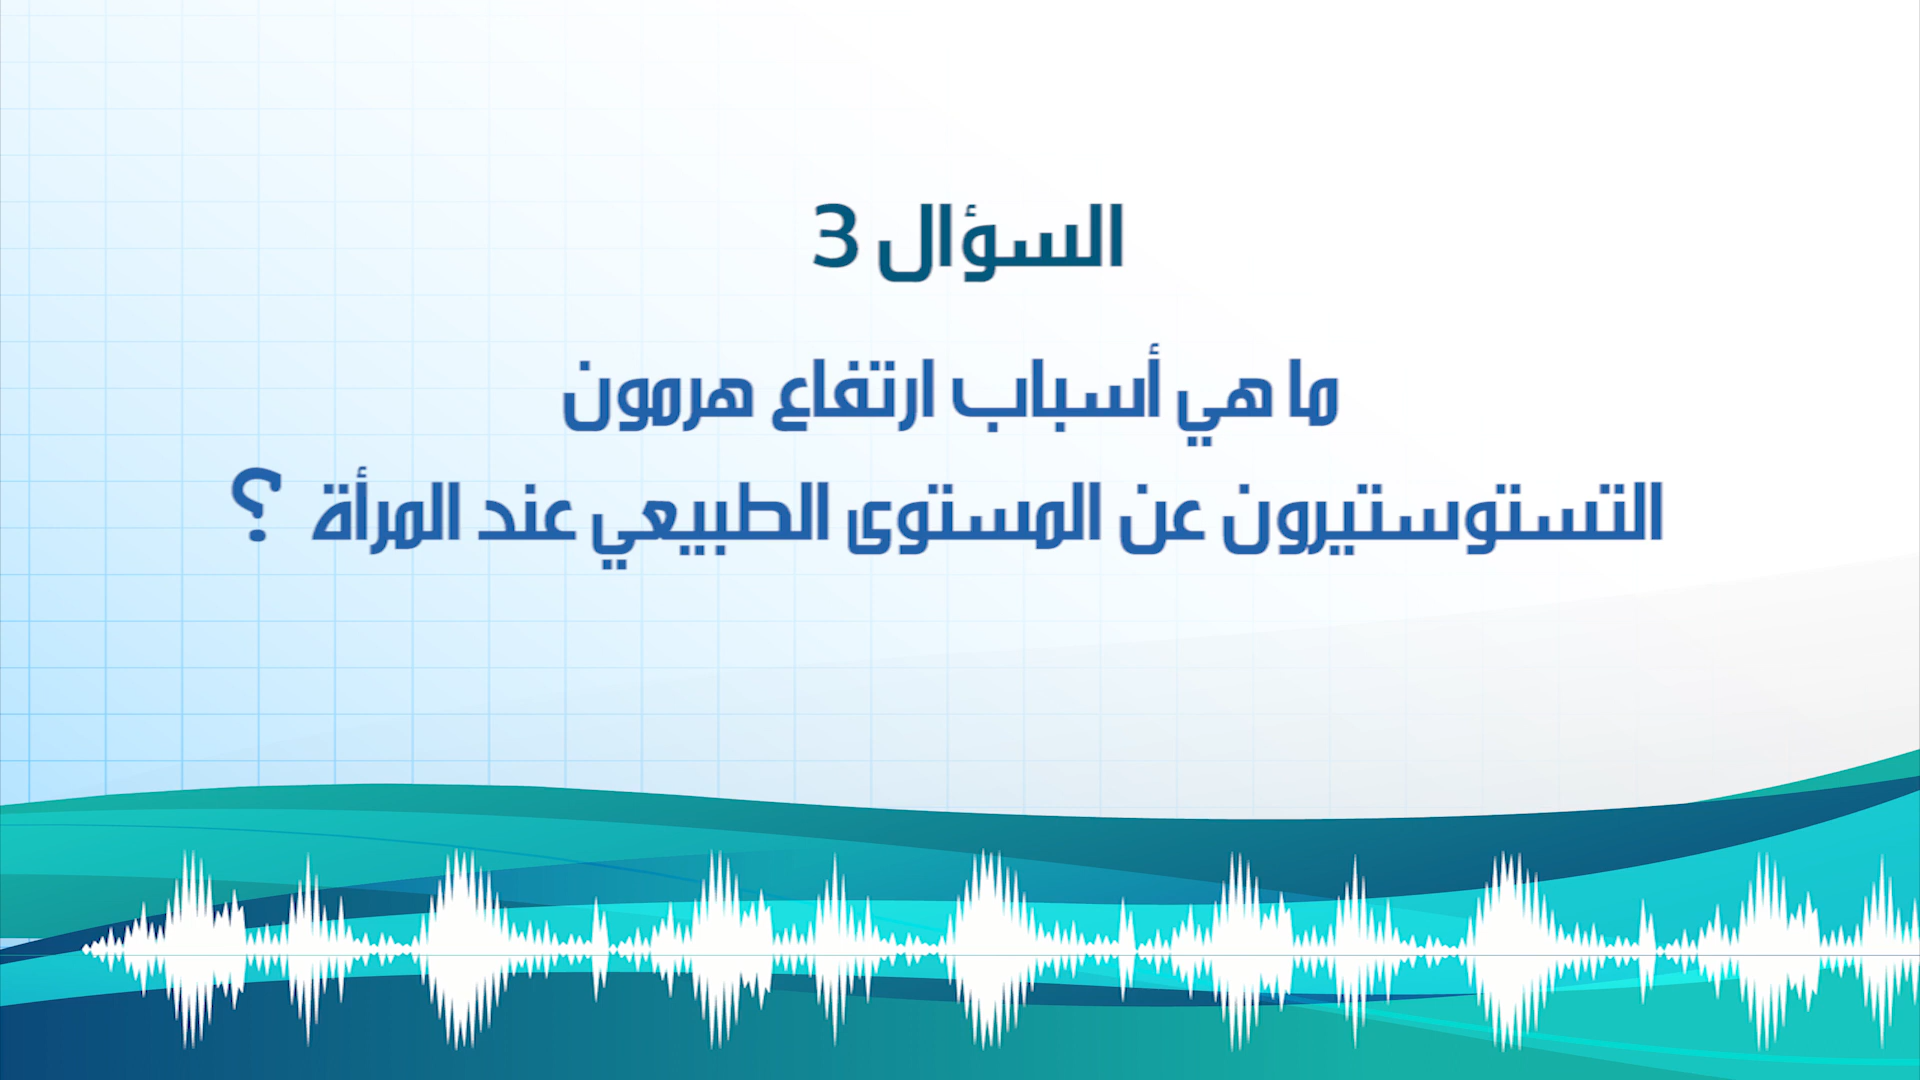 السؤال 3
ما هي أسباب ارتفاع هرمون
التستوستيرون عن المستوى الطبيعي عند المرأة ؟